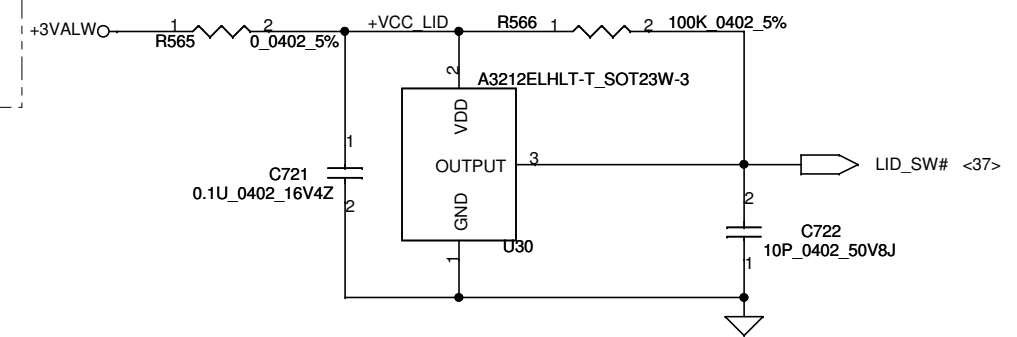 +3VALW
1
2
R565
0_0402_5%
+VCC_LID
R566
1
2
100K_0402_5%
A3212ELHLT-T_SOT23W-3
2
VDD
OUTPUT
3
GND
1
U30
1
C721
0.1U_0402_16V4Z
2
LID_SW# <37>
2
C722
10P_0402_50V8J
1